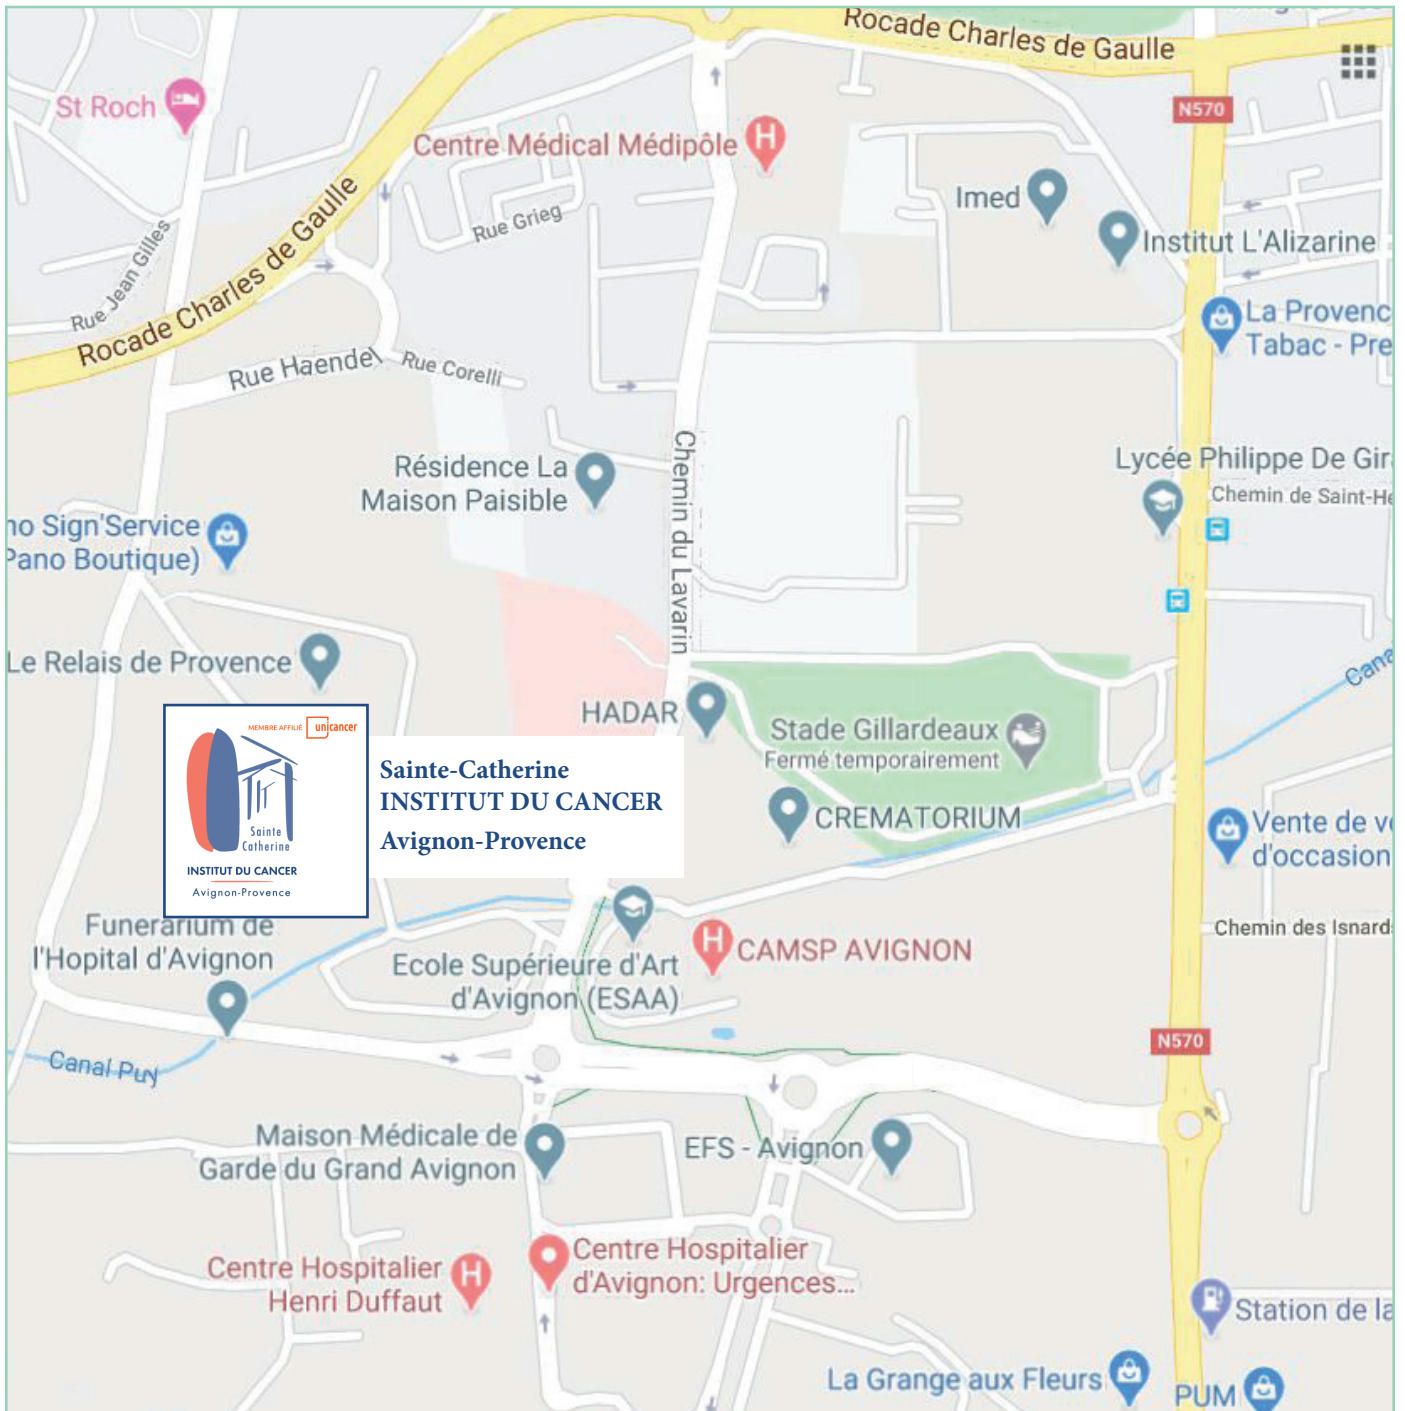 Rocade Charles de Gaulle
N570
St Roch
Centre Médical Médipôle
Imed
Rue Grieg
Institut L'Alizarine
Rue Jean Gilles
Rocade Charles de Gaulle
La Provenc
Tabac - Pre
Rue Haendel
Rue Corelli
Chemin du Lavarin
Résidence La
Maison Paisible
Lycée Philippe De Gir
Chemin de Saint-He
no Sign'Service
Pano Boutique)
Le Relais de Provence
Cana
HADAR
Stade Gillardeaux
Fermé temporairement
MEMBRE AFFILIÉ unicancer
Sainte
Catherine
INSTITUT DU CANCER
Avignon-Provence
Sainte-Catherine
INSTITUT DU CANCER
Avignon-Provence
CREMATORIUM
Vente de vo
d'occasion
Funerarium de
l'Hopital d'Avignon
Chemin des Isnards
Ecole Supérieure d'Art
d'Avignon (ESAA)
CAMSP AVIGNON
N570
Canal Puy
Maison Médicale de
Garde du Grand Avignon
EFS - Avignon
Centre Hospitalier
Henri Duffaut
Centre Hospitalier
d'Avignon: Urgences...
Station de la
La Grange aux Fleurs
PUM